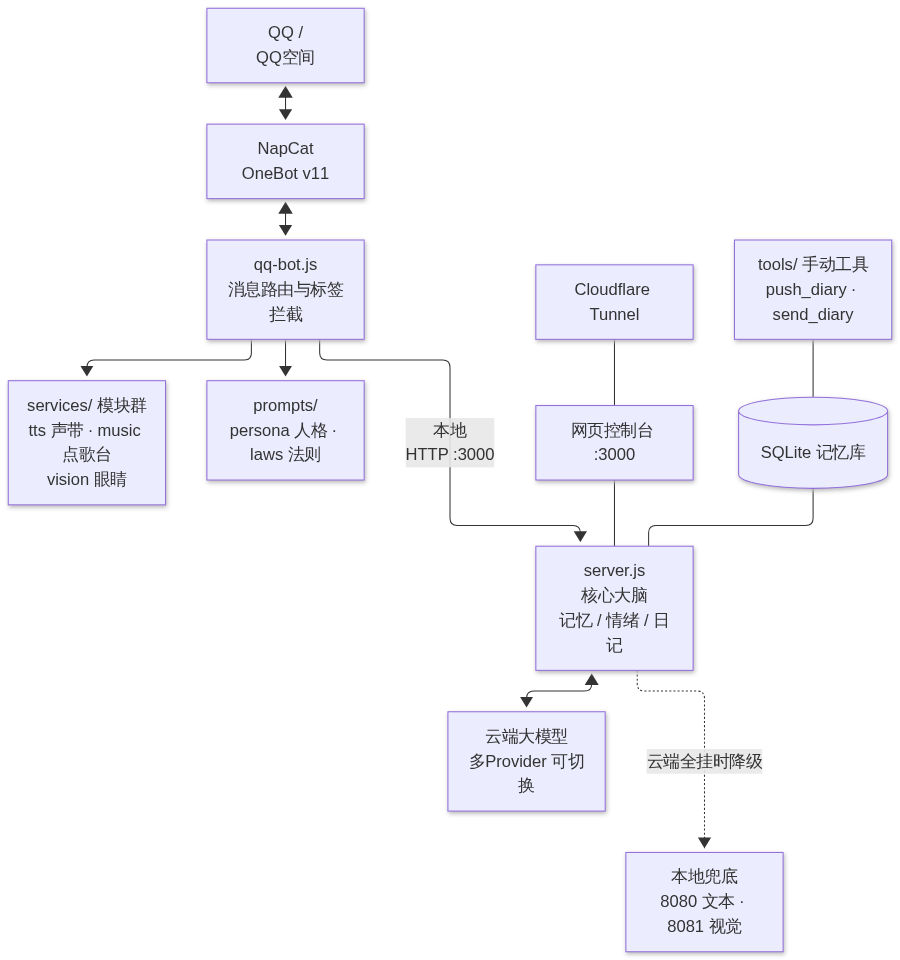 QQ /
QQ空间
NapCat
OneBot v11
qq-bot.js
消息路由与标签
拦截
Cloudflare
Tunnel
tools/ 手动工具
push_diary ·
send_diary
services/ 模块群
tts 声带 · music
点歌台
vision 眼睛
prompts/
persona 人格 ·
laws 法则
本地
HTTP :3000
网页控制台
:3000
SQLite 记忆库
server.js
核心大脑
记忆 / 情绪 / 日
记
云端大模型
多Provider 可切
换
云端全挂时降级
本地兜底
8080 文本 ·
8081 视觉